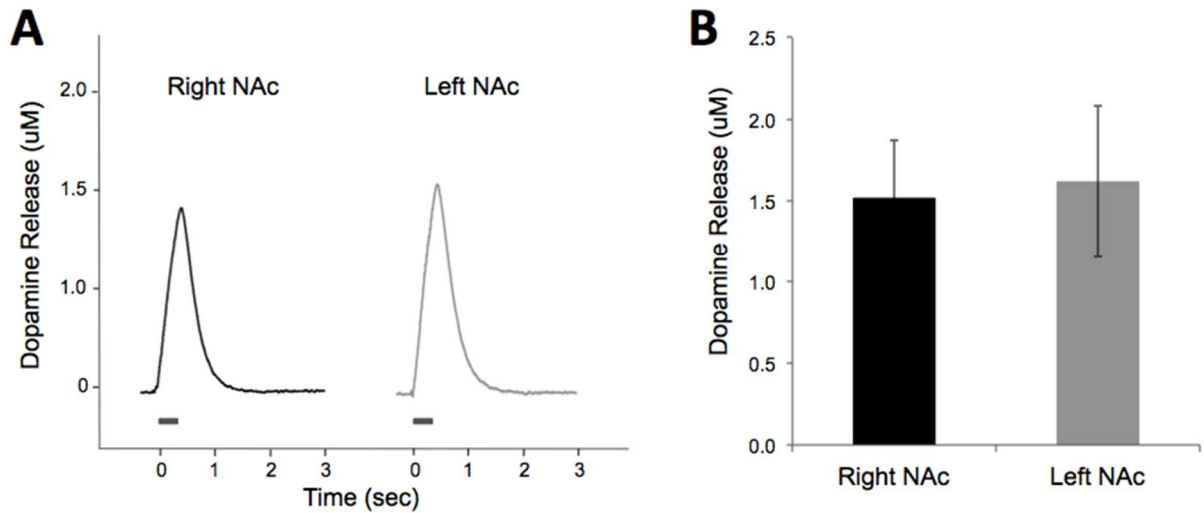 A
Dopamine Release (uM)
2.0
1.5
1.0
0
Right NAc
Left NAc
0 1 2 3 0 1 2 3
Time (sec)
B
Dopamine Release (uM)
2.5
2.0
1.5
1.0
0.5
0.0
Right NAc
Left NAc